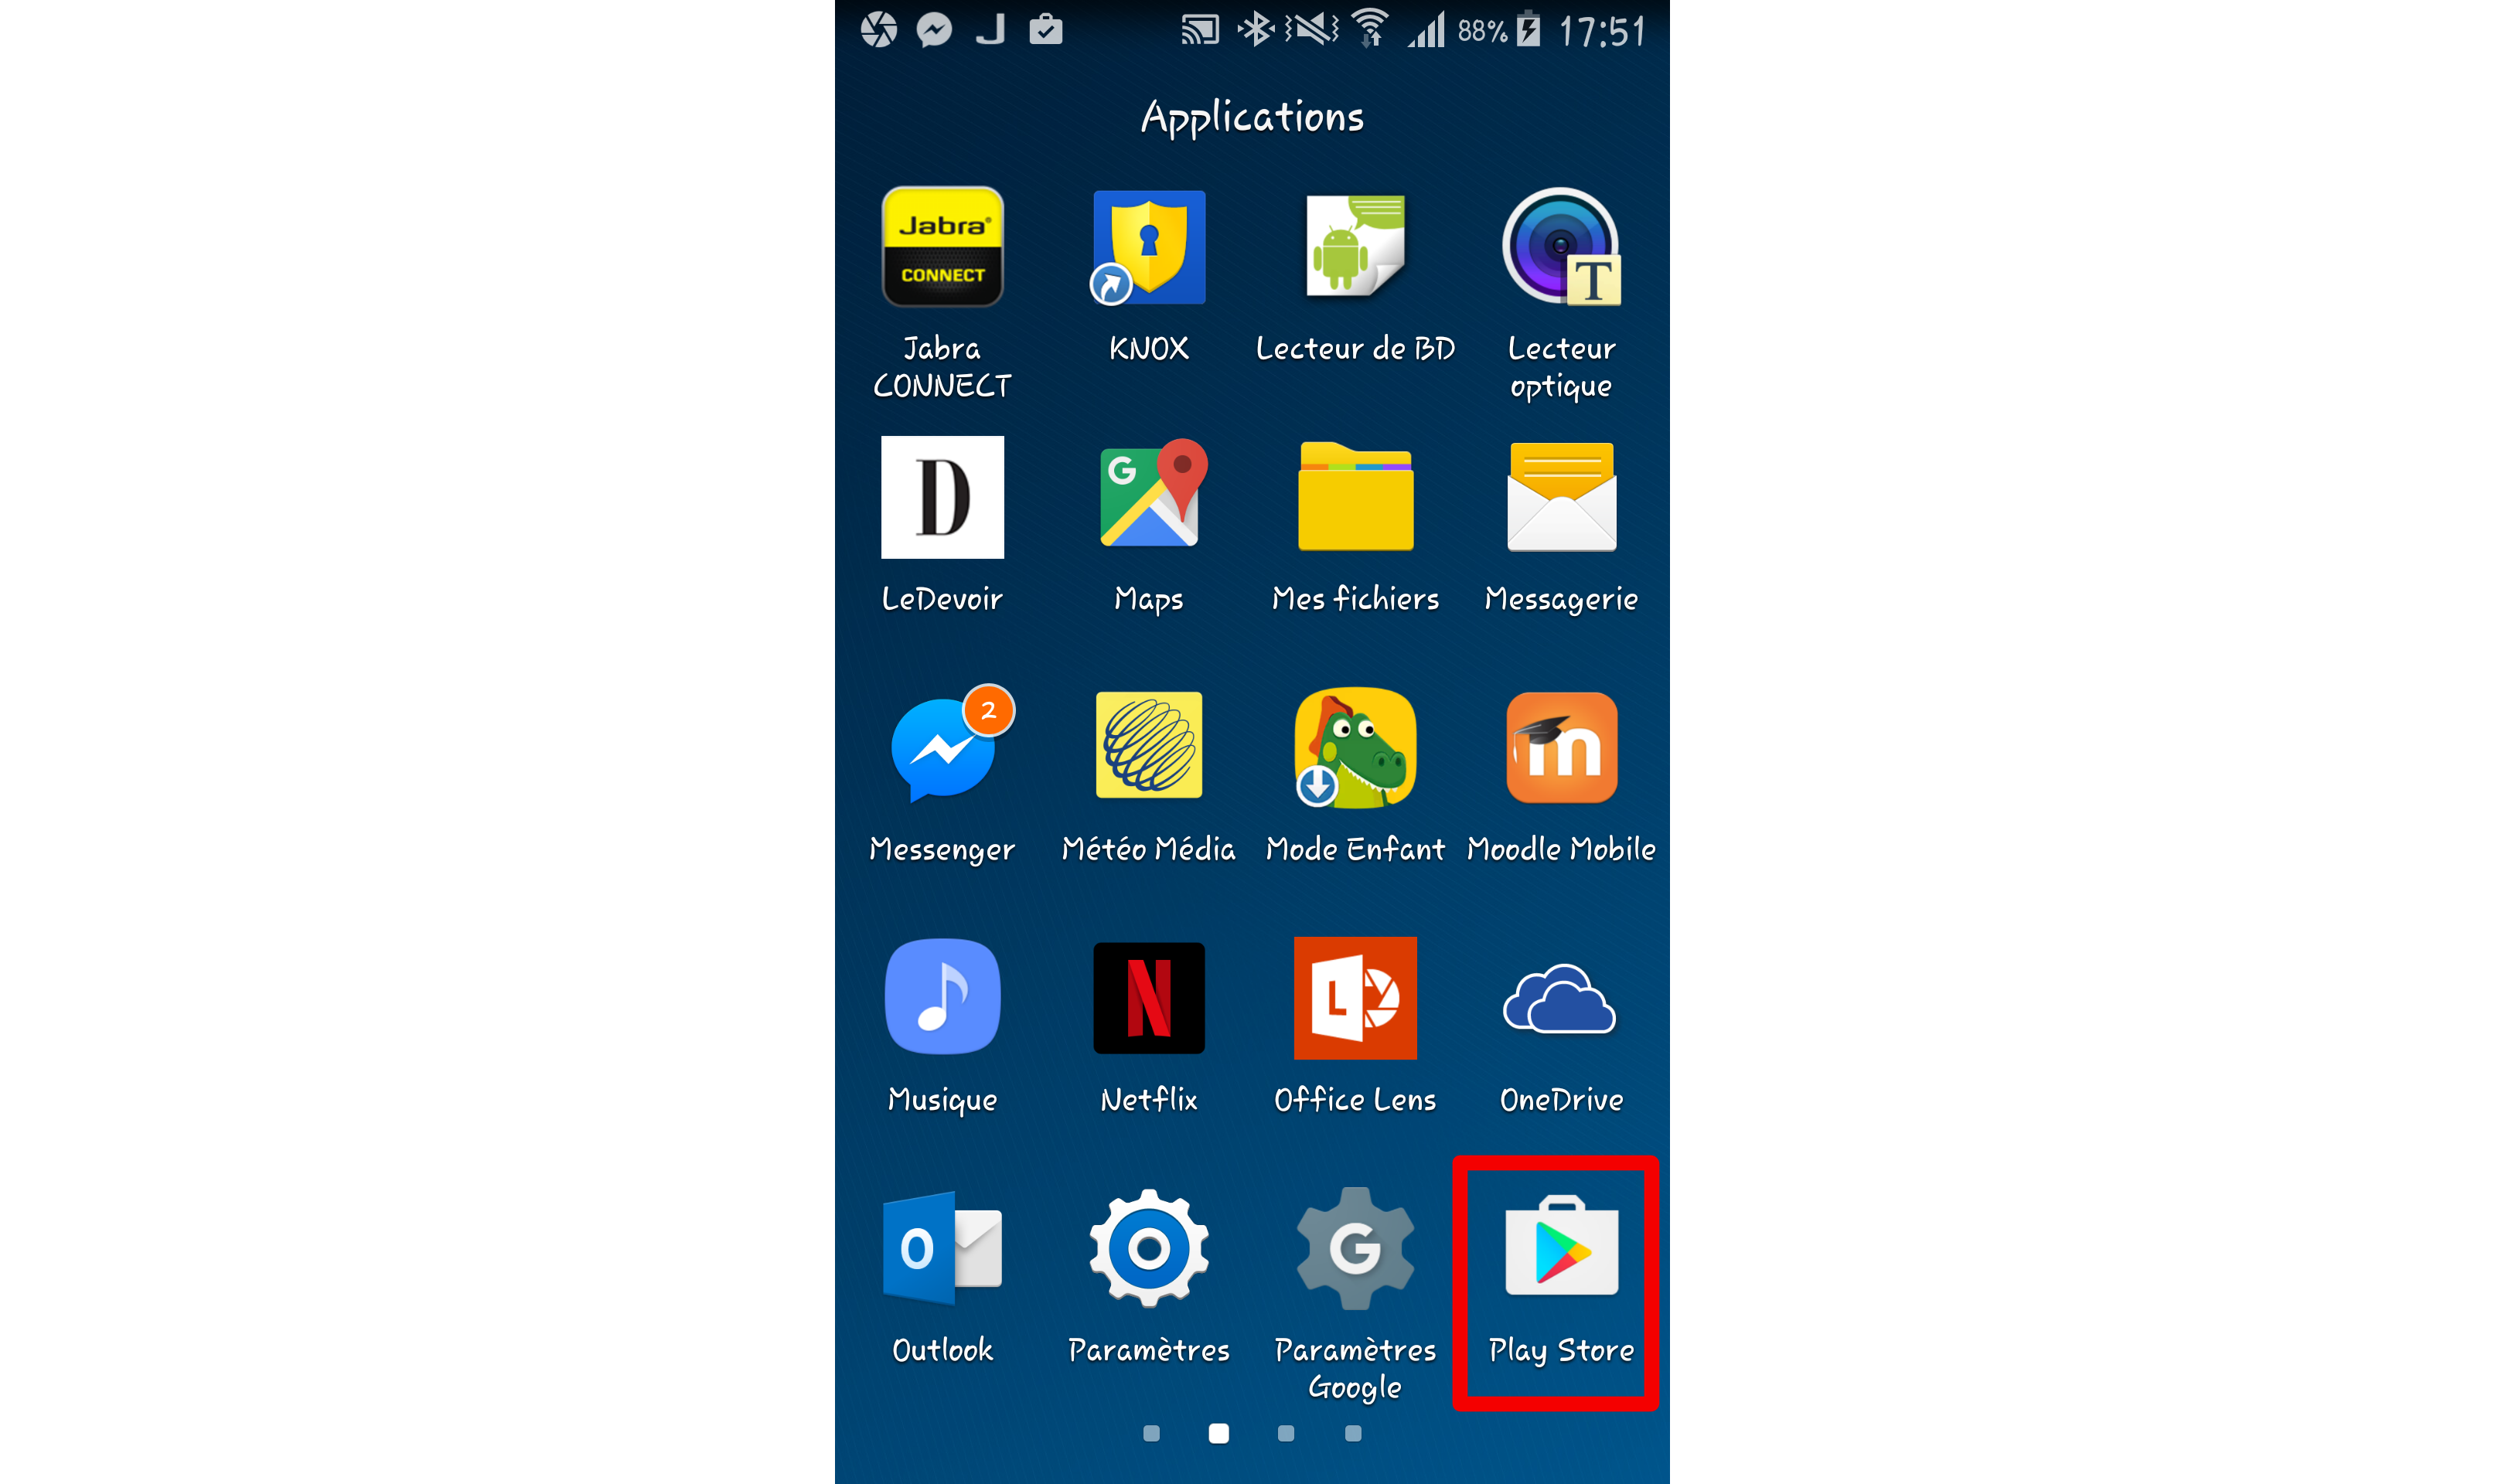 88% 17:51
Applications
Jabra
CONNECT
T
Jabra
CONNECT
KNOX
Lecteur de BD
Lecteur
optique
D
G
LeDevoir
Maps
Mes fichiers
Messagerie
2
m
Messenger
Météo Média
Mode Enfant
Moodle Mobile
N
L
Musique
Netflix
Office Lens
OneDrive
O
G
Outlook
Paramètres
Paramètres
Google
Play Store